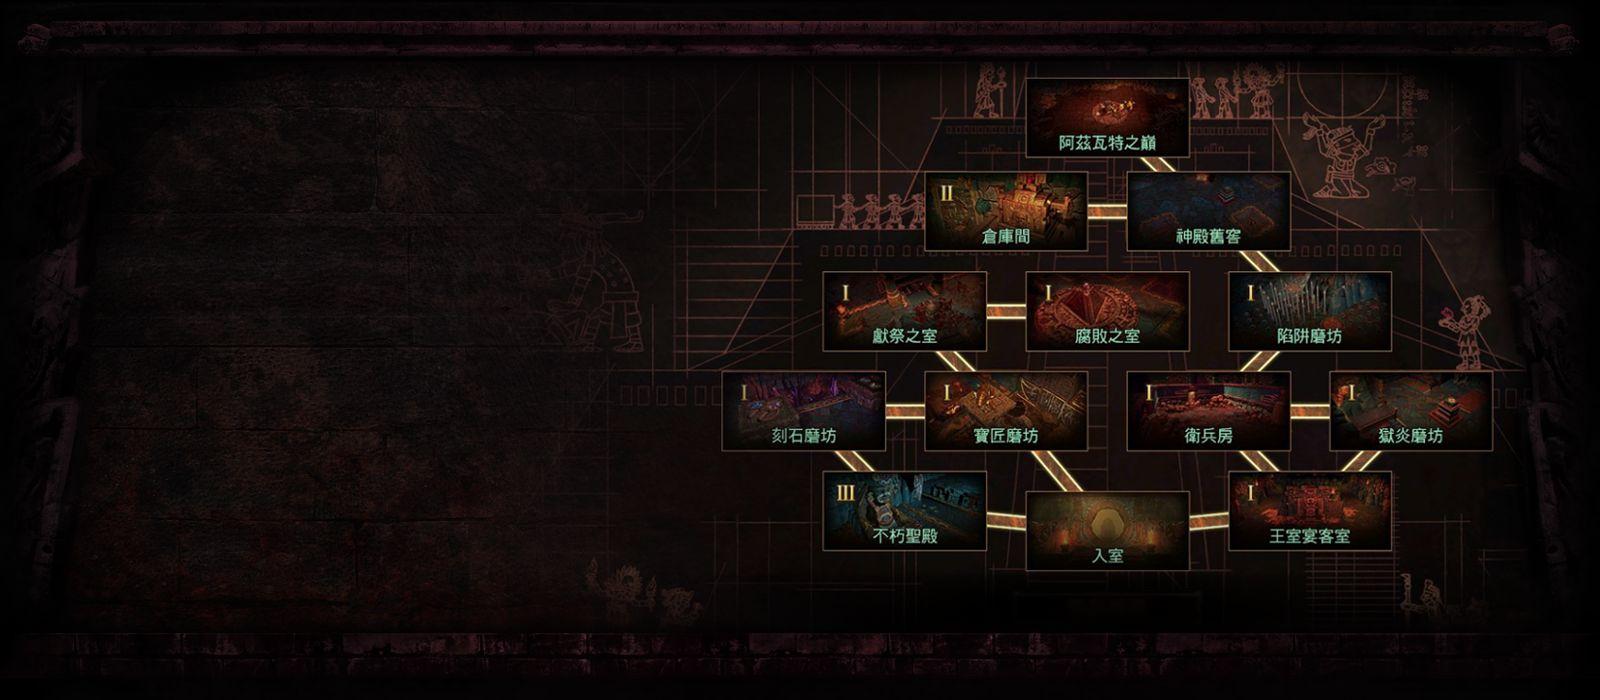 阿茲瓦特之巔
II
倉庫間
神殿舊窖
I
獻祭之室
I
腐敗之室
I
陷阱磨坊
I
刻石磨坊
I
寶匠磨坊
I
衛兵房
I
獄炎磨坊
III
不朽聖殿
入室
I
王室宴客室